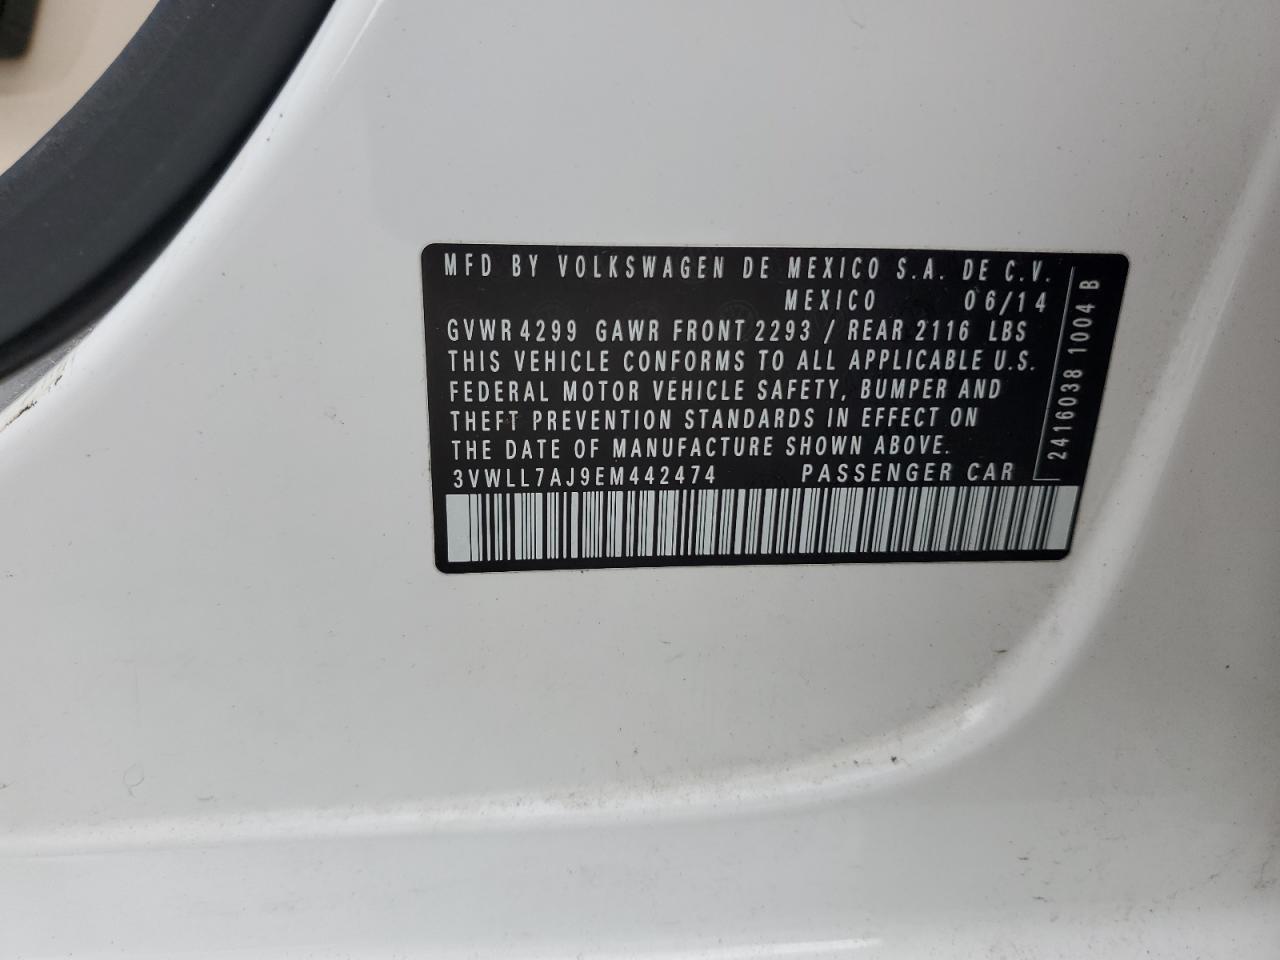 MFD BY VOLKSWAGEN DE MEXICO S.A. DE C.V.
MEXICO 06/14
GVWR 4299 GAWR FRONT 2293 / REAR 2116 LBS
THIS VEHICLE CONFORMS TO ALL APPLICABLE U.S.
FEDERAL MOTOR VEHICLE SAFETY, BUMPER AND
THEFT PREVENTION STANDARDS IN EFFECT ON
THE DATE OF MANUFACTURE SHOWN ABOVE.
3VWLL7AJ9EM442474 PASSENGER CAR
2416038 1004 B